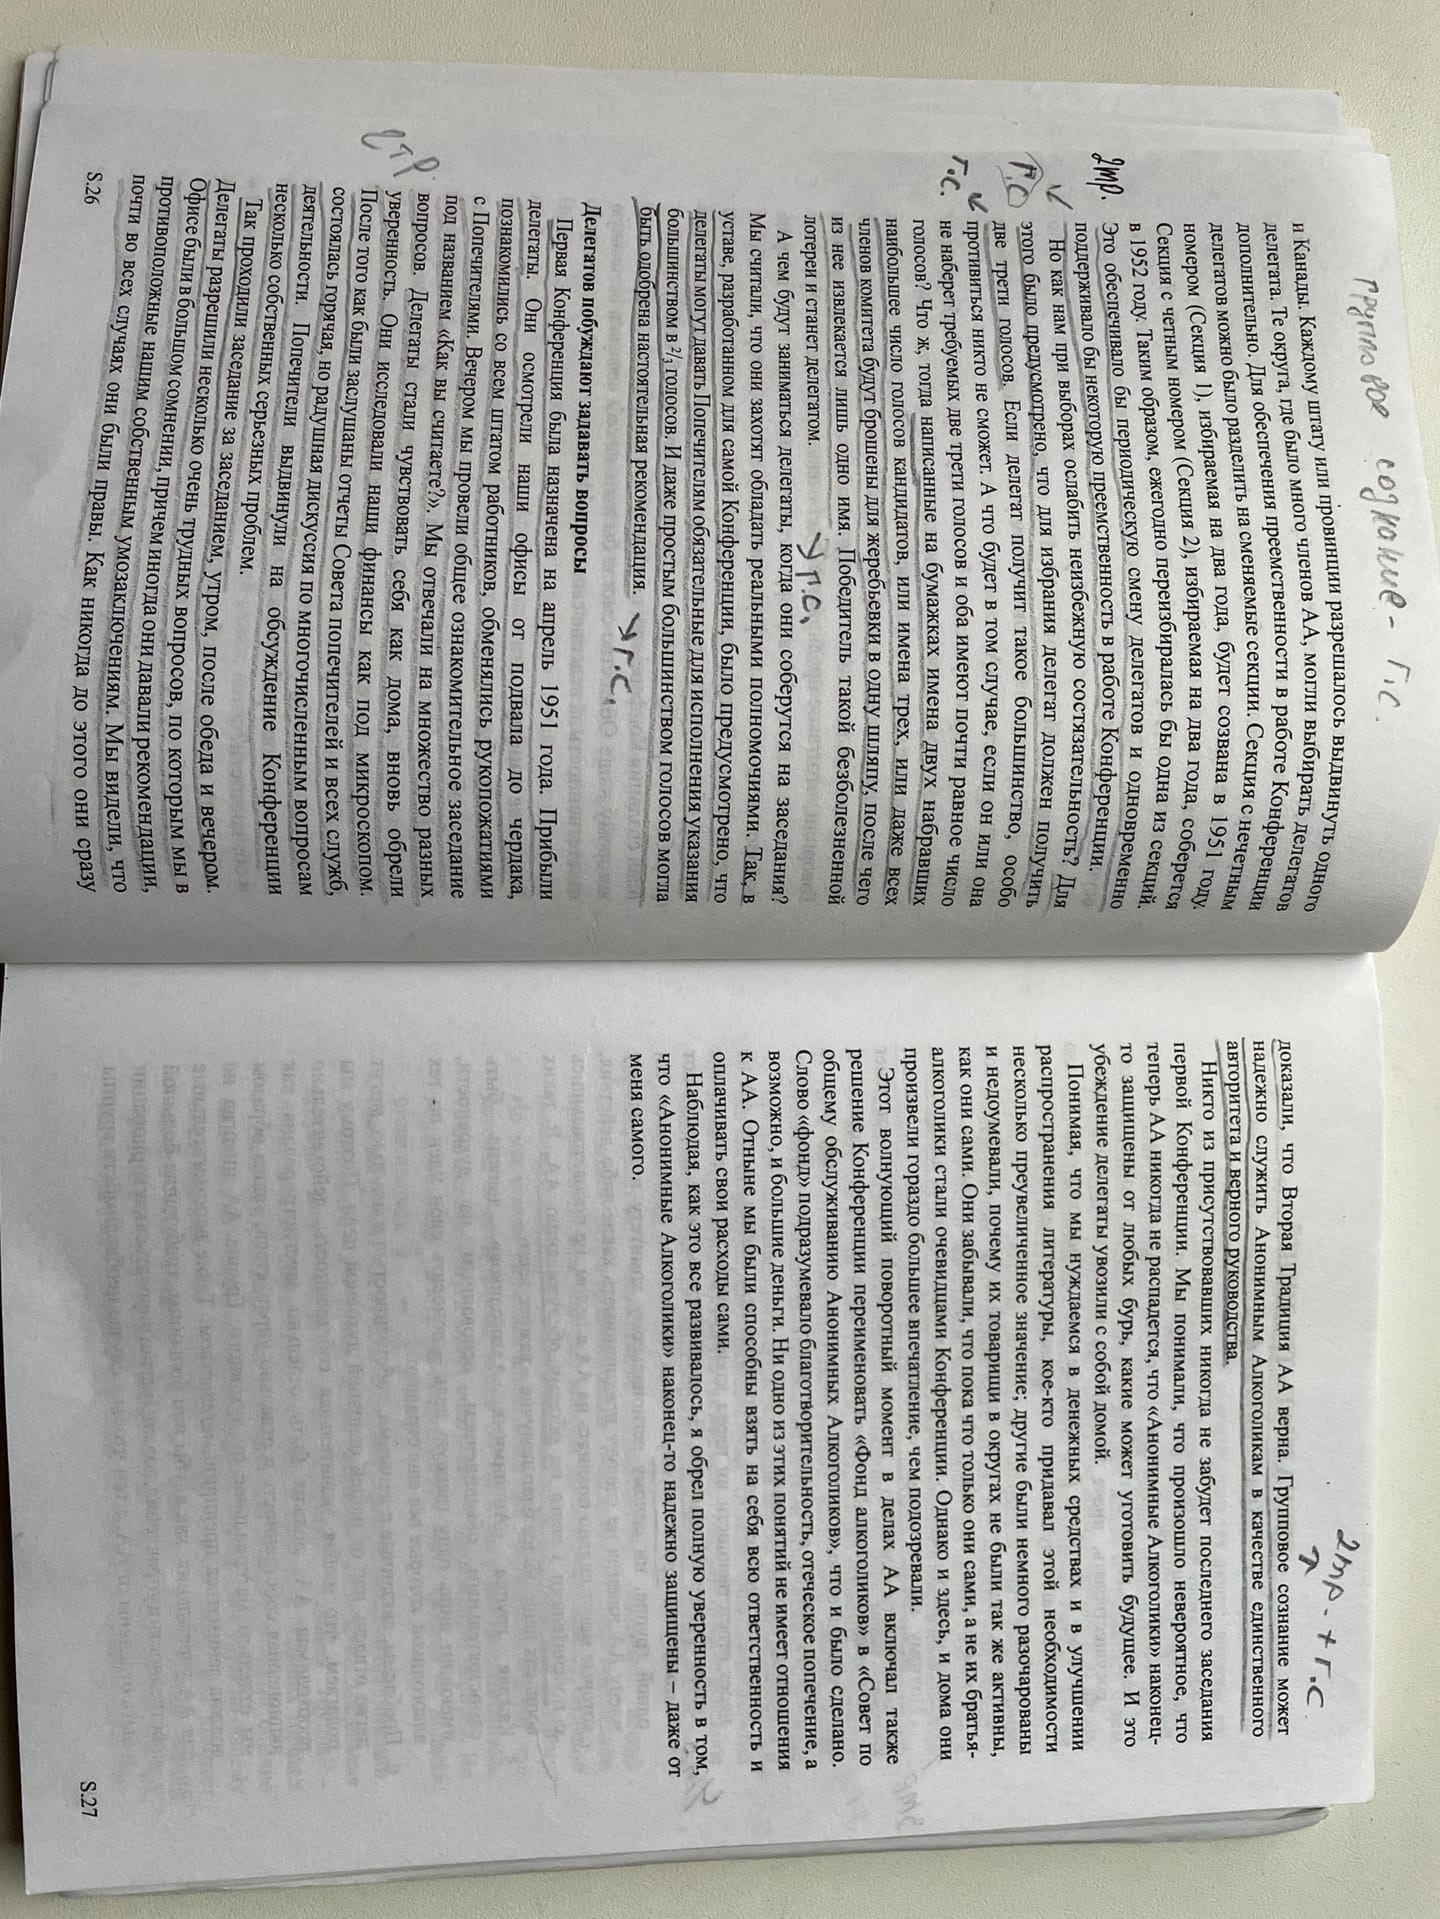 групповое сознание - г.с.
и Канады. Каждому штату или провинции разрешалось выдвинуть одного
делегата. Те округа, где было много членов АА, могли выбирать делегатов
дополнительно. Для обеспечения преемственности в работе Конференции
делегатов можно было разделить на сменяемые секции. Секция с нечетным
номером (Секция 1), избираемая на два года, будет созвана в 1951 году.
Секция с четным номером (Секция 2), избираемая на два года, соберется
в 1952 году. Таким образом, ежегодно переизбиралась бы одна из секций.
Это обеспечивало бы периодическую смену делегатов и одновременно
поддерживало бы некоторую преемственность в работе Конференции.
2тр.
Но как нам при выборах ослабить неизбежную состязательность? Для
г.с
этого было предусмотрено, что для избрания делегат должен получить
две трети голосов. Если делегат получит такое большинство, особо
противиться никто не сможет. А что будет в том случае, если он или она
г.с.
не наберет требуемых две трети голосов и оба имеют почти равное число
голосов? Что ж, тогда написанные на бумажках имена двух набравших
наибольшее число голосов кандидатов, или имена трех, или даже всех
членов комитета будут брошены для жеребьевки в одну шляпу, после чего
из нее извлекается лишь одно имя. Победитель такой безболезненной
лотереи и станет делегатом.
г.с.
А чем будут заниматься делегаты, когда они соберутся на заседания?
Мы считали, что они захотят обладать реальными полномочиями. Так, в
уставе, разработанном для самой Конференции, было предусмотрено, что
делегаты могут давать Попечителям обязательные для исполнения указания
большинством в 2/3 голосов. И даже простым большинством голосов могла
быть одобрена настоятельная рекомендация.
г.с.
Делегатов побуждают задавать вопросы
Первая Конференция была назначена на апрель 1951 года. Прибыли
делегаты. Они осмотрели наши офисы от подвала до чердака,
познакомились со всем штатом работников, обменялись рукопожатиями
с Попечителями. Вечером мы провели общее ознакомительное заседание
под названием «Как вы считаете?». Мы отвечали на множество разных
вопросов. Делегаты стали чувствовать себя как дома, вновь обрели
2тр
уверенность. Они исследовали наши финансы как под микроскопом.
После того как были заслушаны отчеты Совета попечителей и всех служб,
состоялась горячая, но радушная дискуссия по многочисленным вопросам
деятельности. Попечители выдвинули на обсуждение Конференции
несколько собственных серьезных проблем.
Так проходили заседание за заседанием, утром, после обеда и вечером.
Делегаты разрешили несколько очень трудных вопросов, по которым мы в
Офисе были в большом сомнении, причем иногда они давали рекомендации,
противоположные нашим собственным умозаключениям. Мы видели, что
почти во всех случаях они были правы. Как никогда до этого они сразу
S.26
2тр. + г.с
доказали, что Вторая Традиция АА верна. Групповое сознание может
надежно служить Анонимным Алкоголикам в качестве единственного
авторитета и верного руководства.
Никто из присутствовавших никогда не забудет последнего заседания
первой Конференции. Мы понимали, что произошло невероятное, что
теперь АА никогда не распадется, что «Анонимные Алкоголики» наконец-
то защищены от любых бурь, какие может уготовить будущее. И это
убеждение делегаты увозили с собой домой.
Понимая, что мы нуждаемся в денежных средствах и в улучшении
распространения литературы, кое-кто придавал этой необходимости
несколько преувеличенное значение; другие были немного разочарованы
и недоумевали, почему их товарищи в округах не были так же активны,
как они сами. Они забывали, что пока что только они сами, а не их братья-
алкоголики стали очевидцами Конференции. Однако и здесь, и дома они
произвели гораздо большее впечатление, чем подозревали.
Этот волнующий поворотный момент в делах АА включал также
решение Конференции переименовать «Фонд алкоголиков» в «Совет по
общему обслуживанию Анонимных Алкоголиков», что и было сделано.
Слово «фонд» подразумевало благотворительность, отеческое попечение, а
возможно, и большие деньги. Ни одно из этих понятий не имеет отношения
к АА. Отныне мы были способны взять на себя всю ответственность и
оплачивать свои расходы сами.
Наблюдая, как это все развивалось, я обрел полную уверенность в том,
что «Анонимные Алкоголики» наконец-то надежно защищены – даже от
меня самого.
S.27